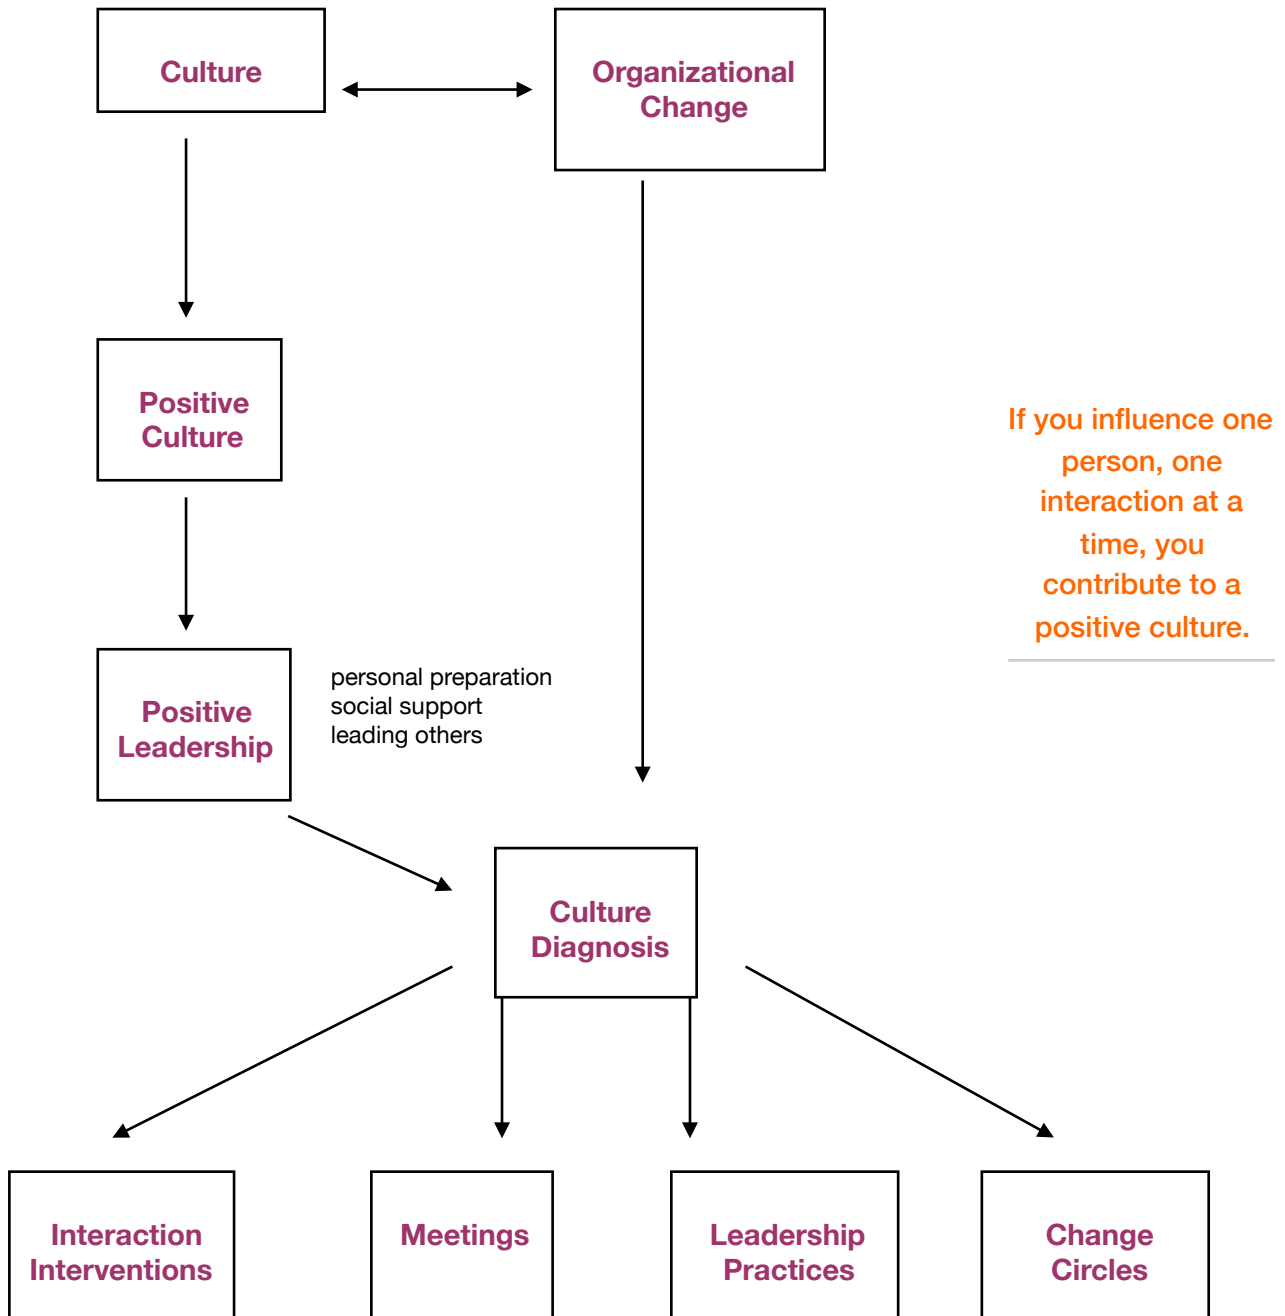 Culture
Organizational
Change
Positive
Culture
If you influence one
person, one
interaction at a
time, you
contribute to a
positive culture.
Positive
Leadership
personal preparation
social support
leading others
Culture
Diagnosis
Interaction
Interventions
Meetings
Leadership
Practices
Change
Circles